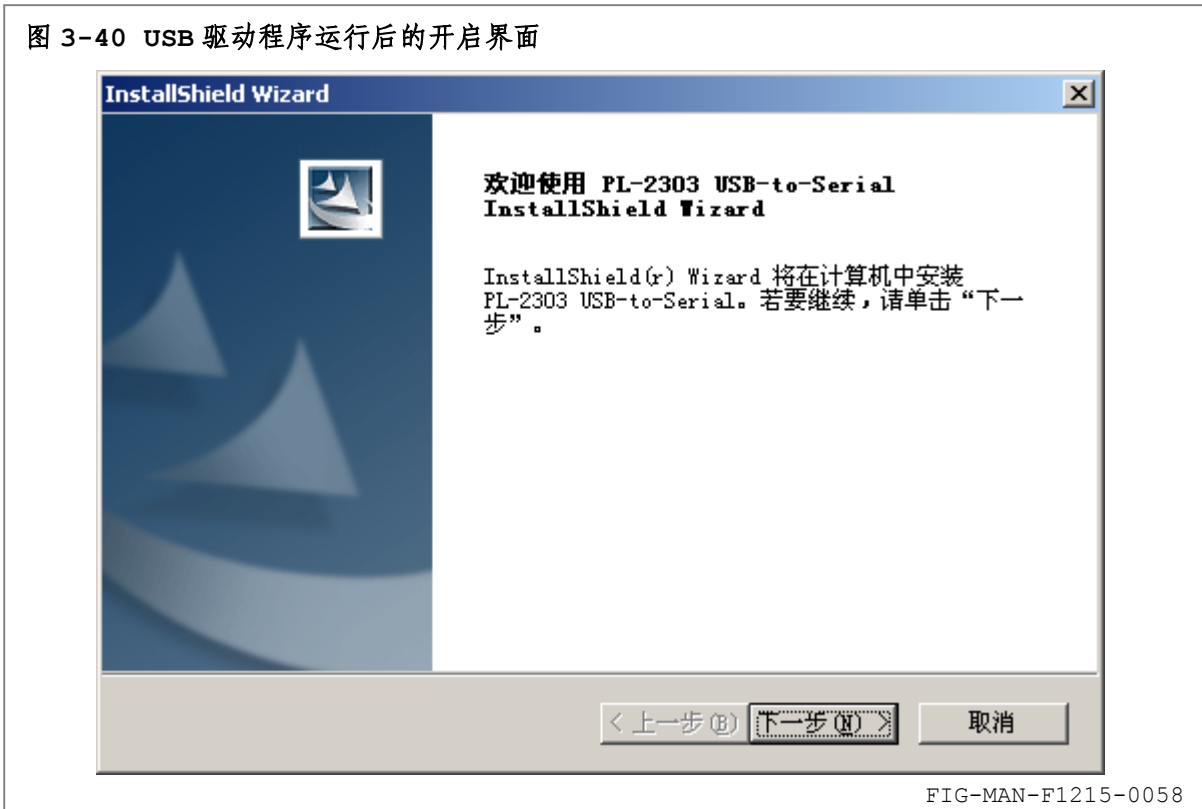 图 3-40 USB 驱动程序运行后的开启界面
InstallShield Wizard
欢迎使用 PL-2303 USB-to-Serial
InstallShield Wizard
InstallShield(r) Wizard 将在计算机中安装
PL-2303 USB-to-Serial。若要继续，请单击“下一
步”。
< 上一步(B) 下一步(N) > 取消
FIG-MAN-F1215-0058